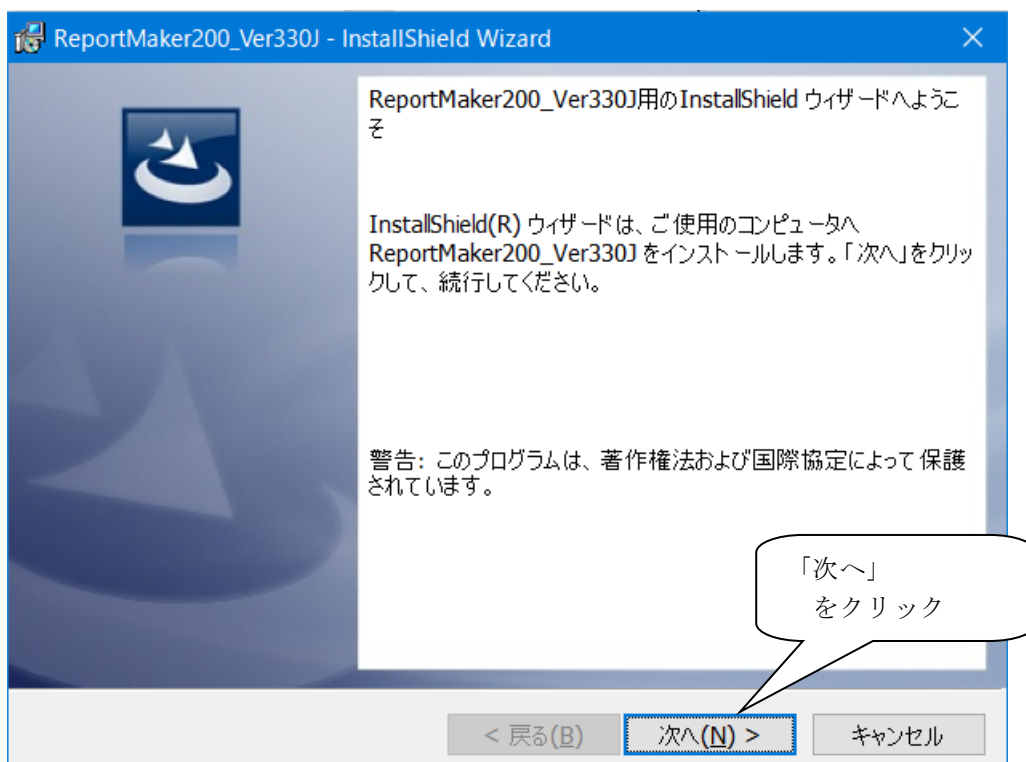 ReportMaker200_Ver330J - InstallShield Wizard
ReportMaker200_Ver330J用のInstallShield ウィザードへようこ
そ
InstallShield(R) ウィザードは、ご使用のコンピュータへ
ReportMaker200_Ver330J をインストールします。「次へ」をクリッ
クして、続行してください。
警告: このプログラムは、著作権法および国際協定によって保護
されています。
「次へ」
をクリック
< 戻る(B)
次へ(N) >
キャンセル